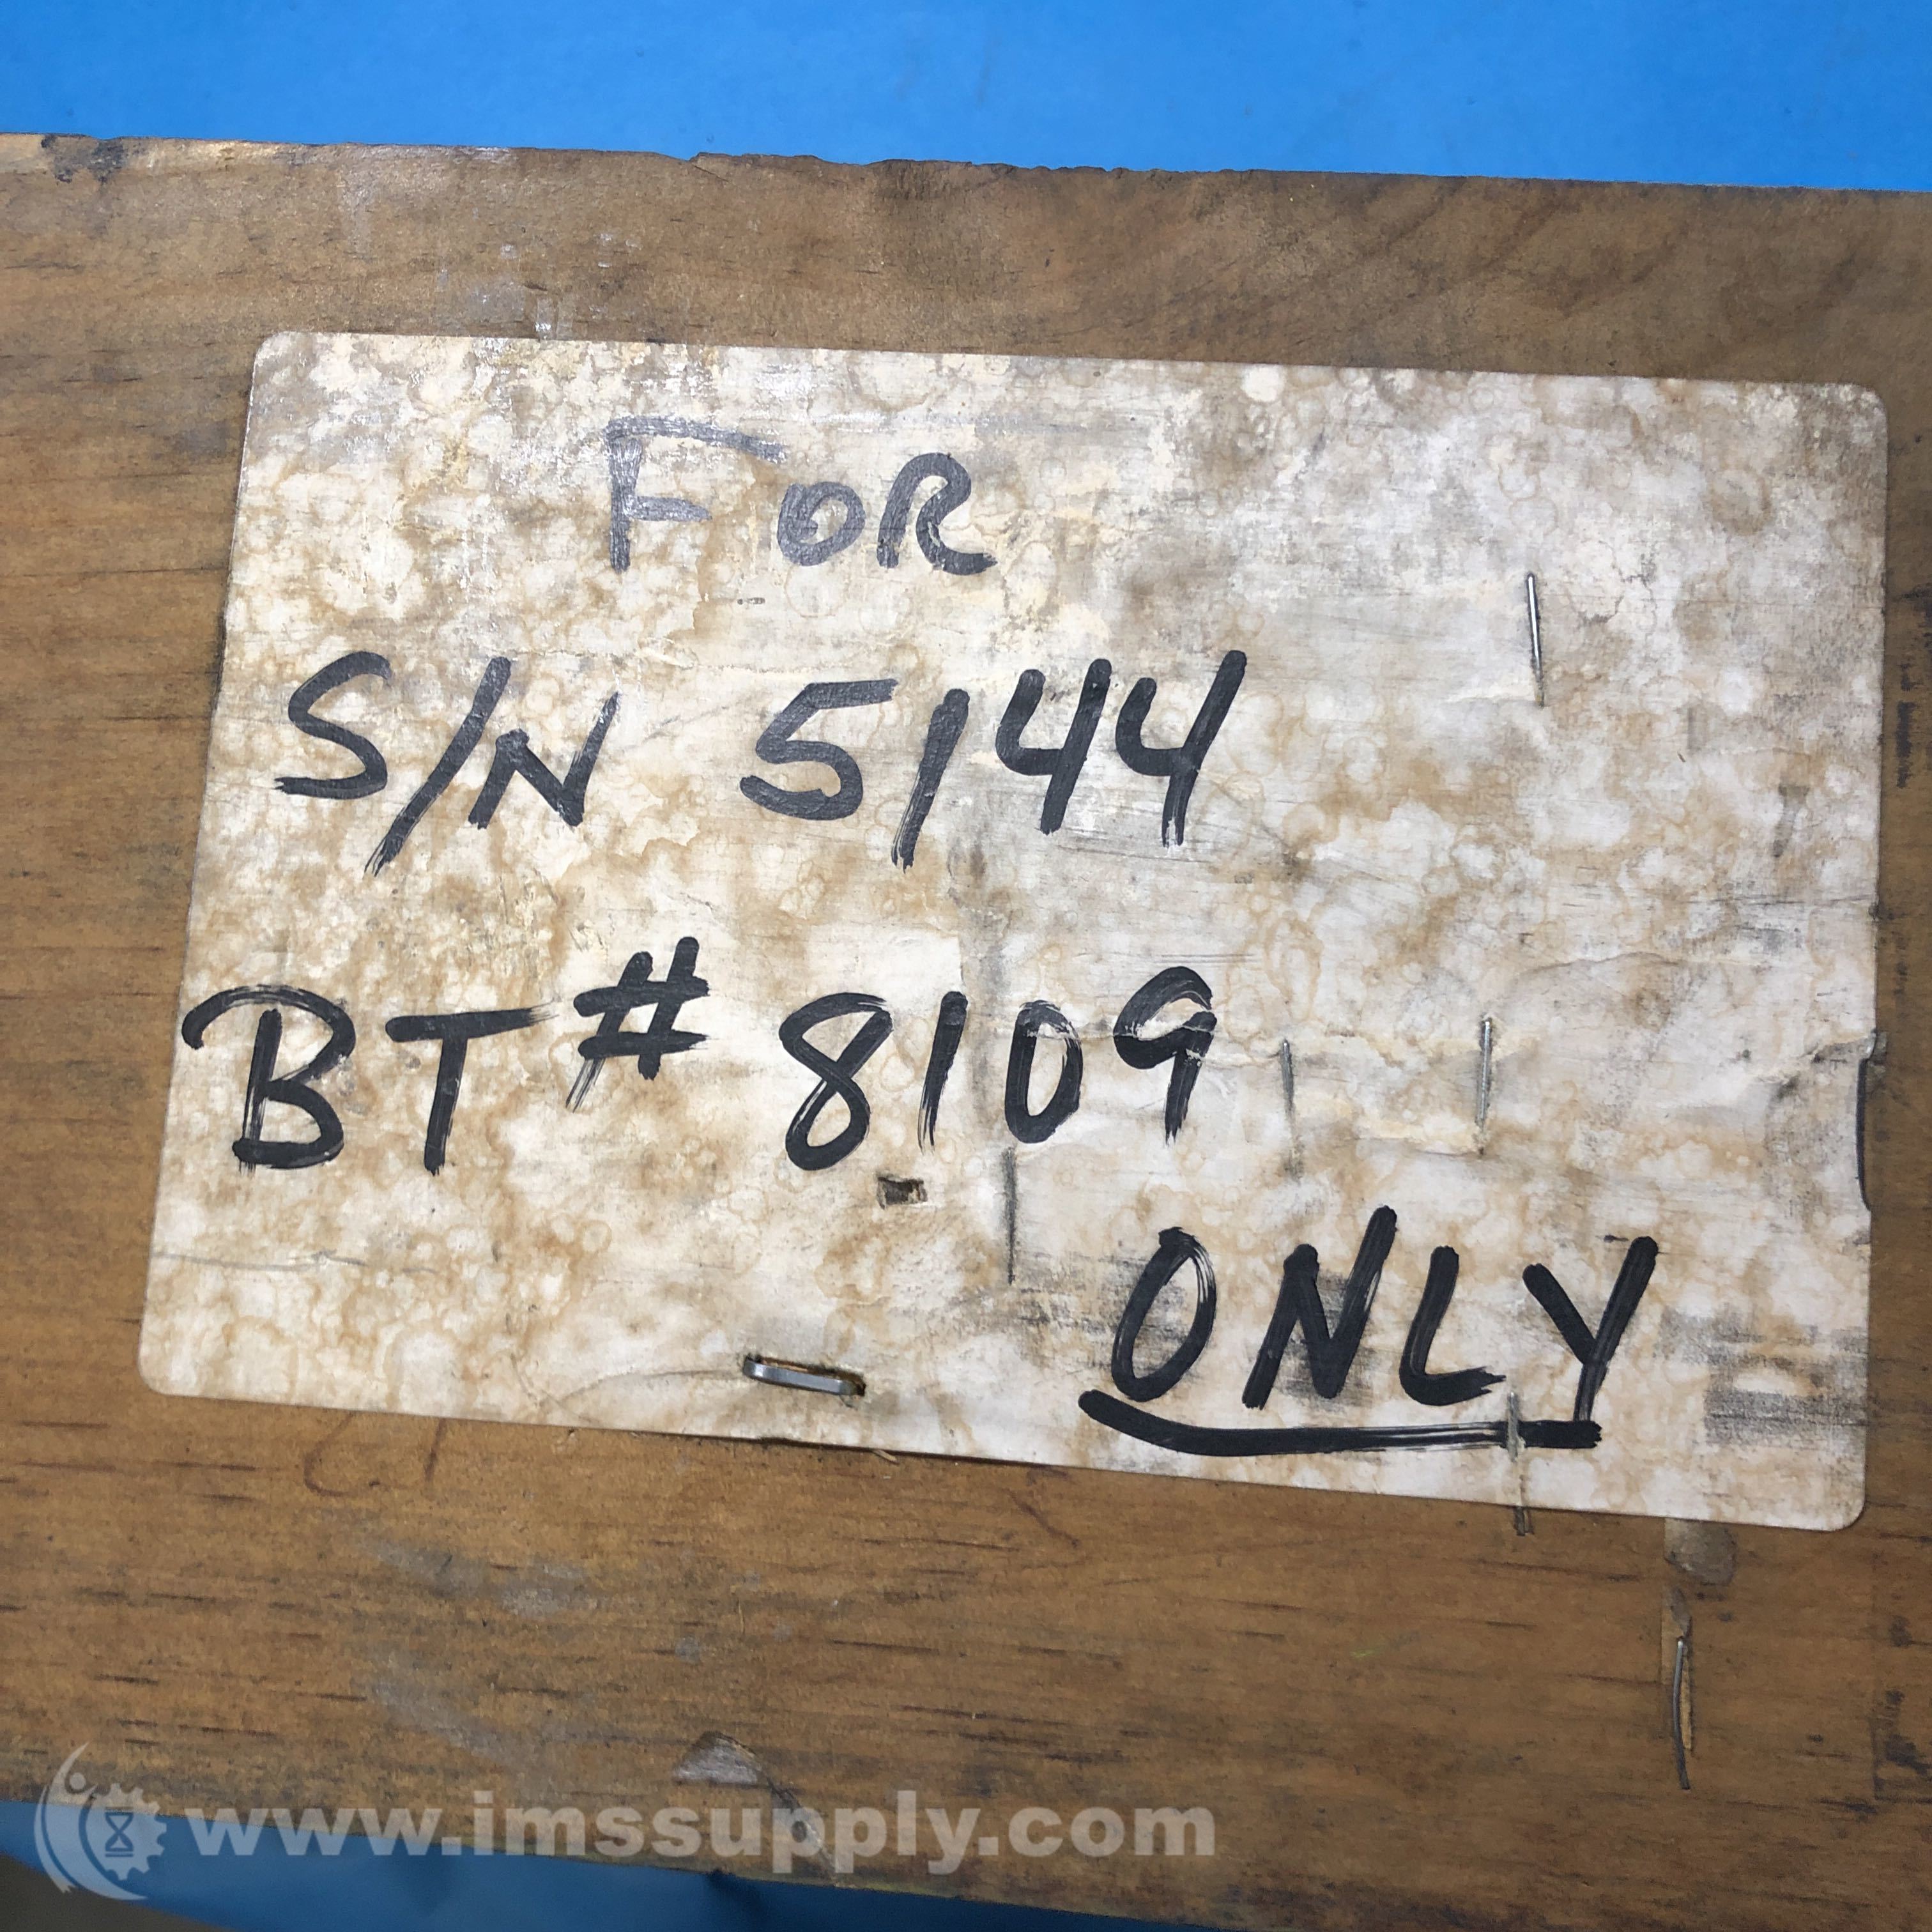 FOR
S/N 5144
BT# 8109
ONLY
www.imssupply.com